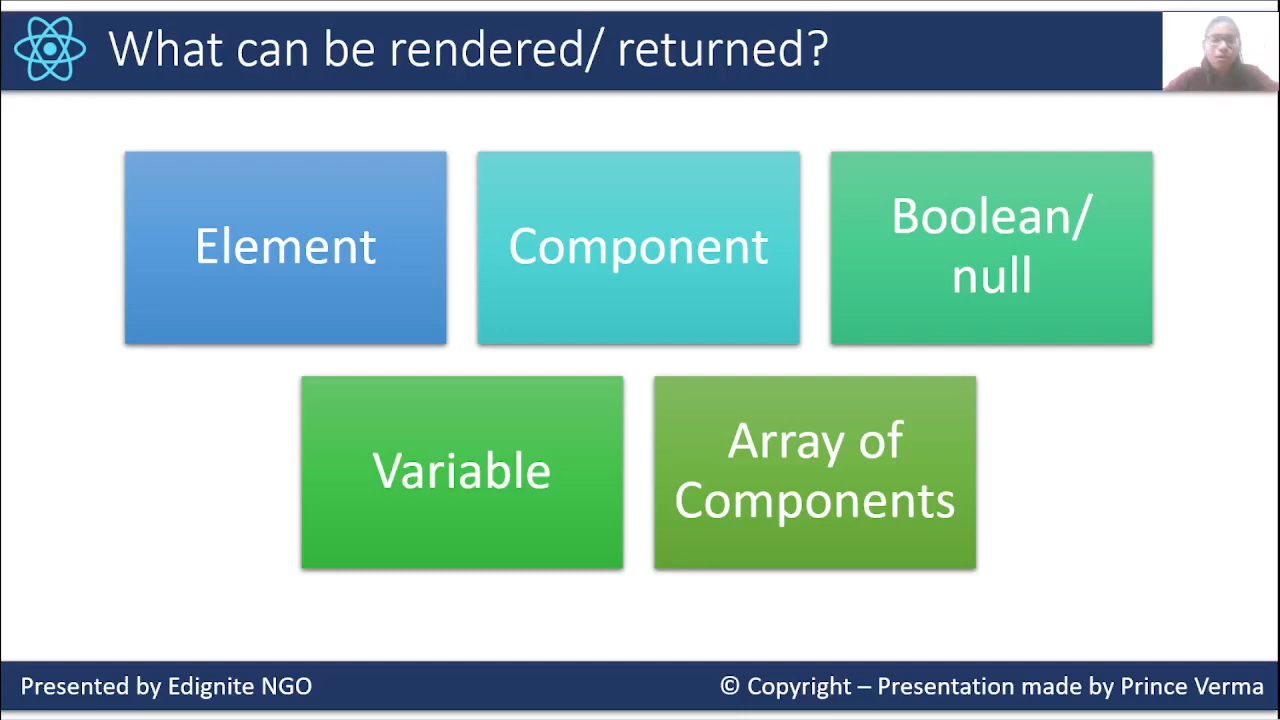 What can be rendered/ returned?
Element
Component
Boolean/
null
Variable
Array of
Components
Presented by Edignite NGO
© Copyright – Presentation made by Prince Verma